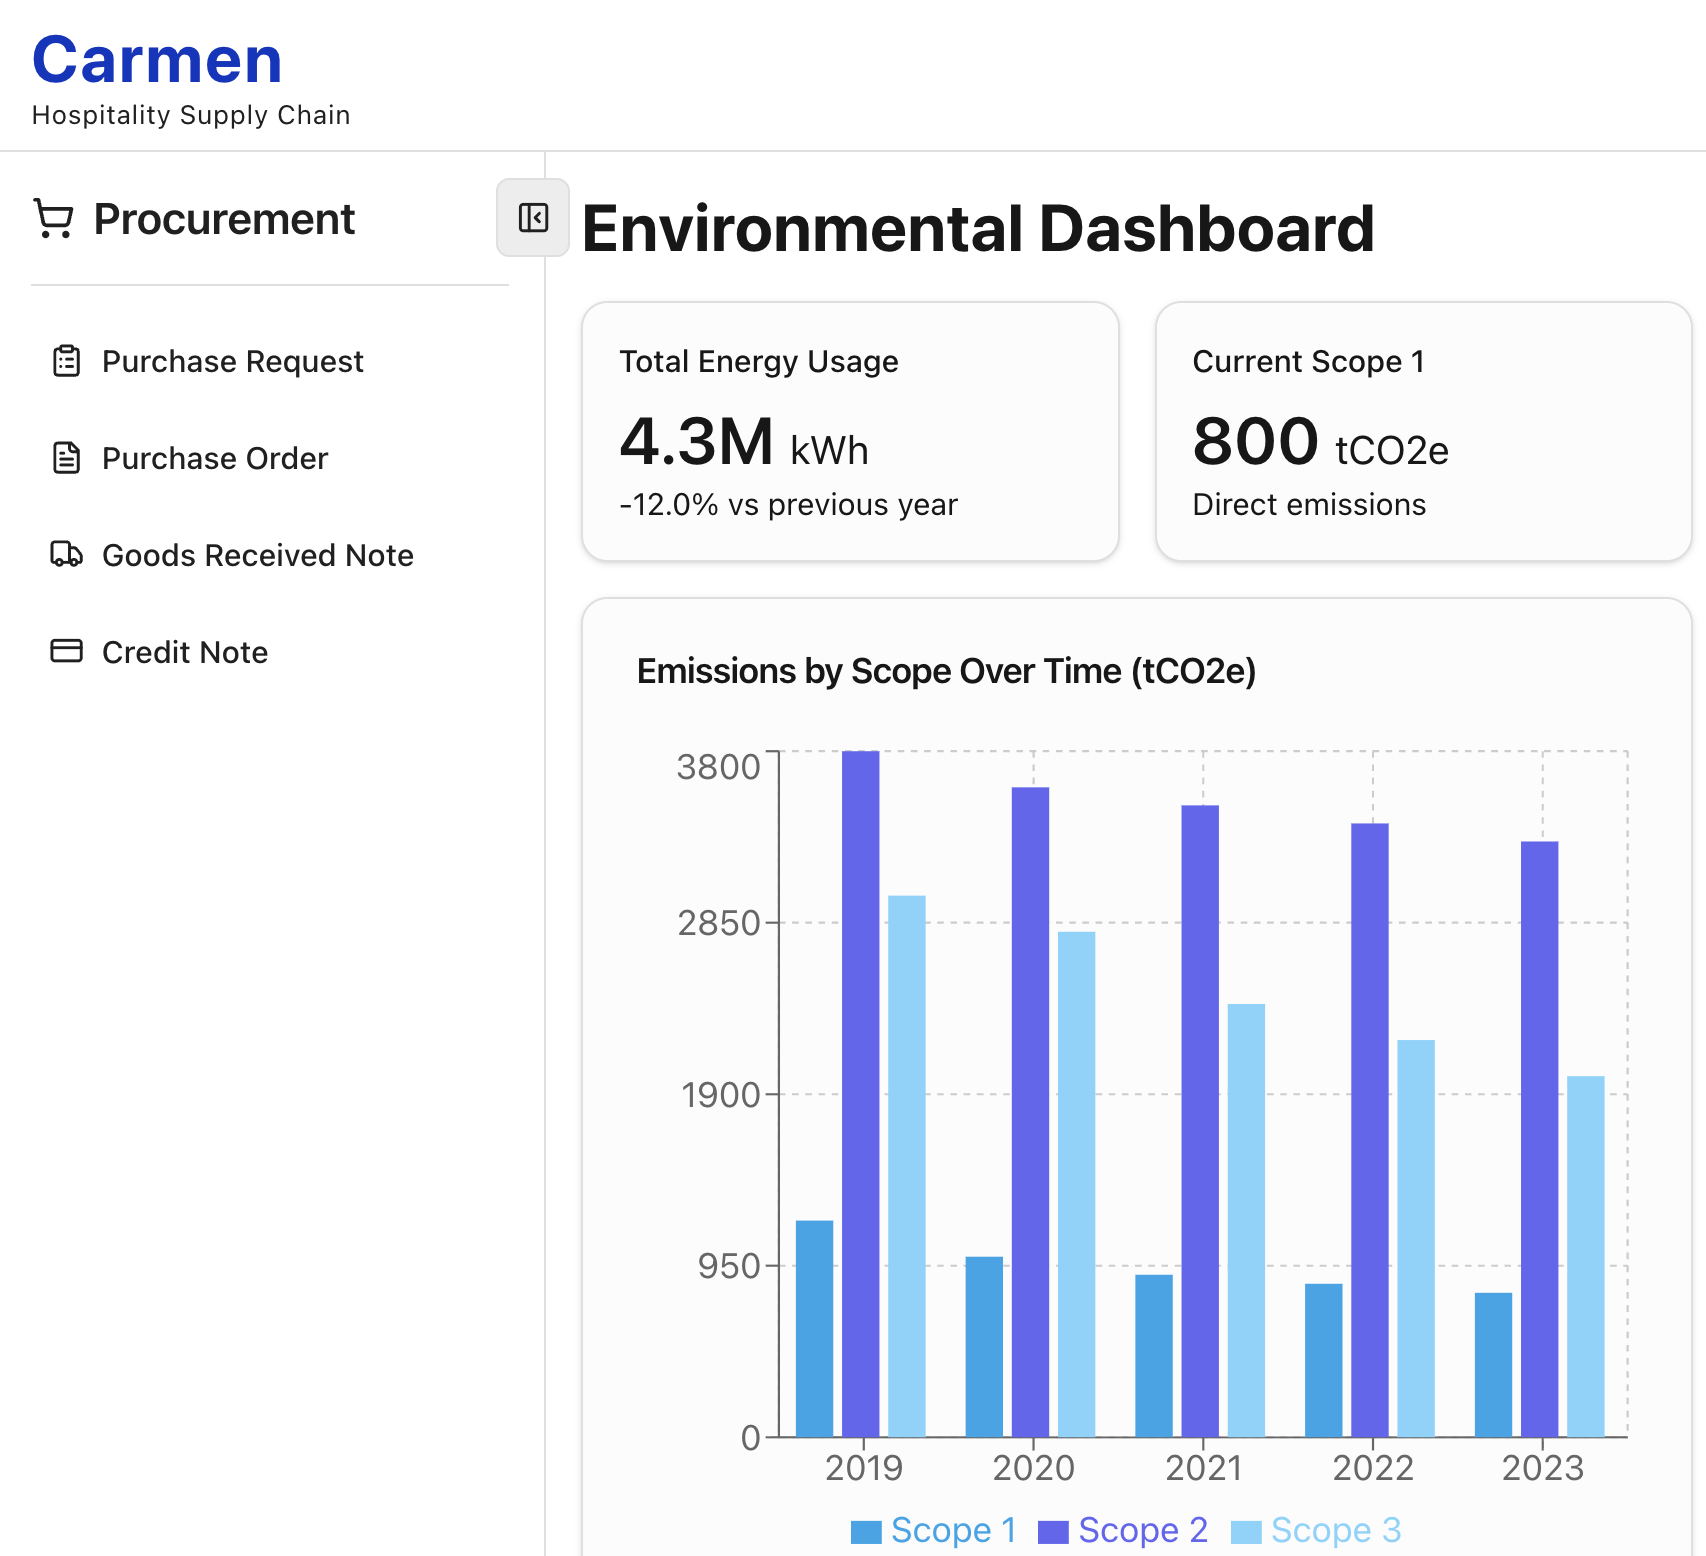 Carmen
Hospitality Supply Chain
Procurement
Purchase Request
Purchase Order
Goods Received Note
Credit Note
Environmental Dashboard
Total Energy Usage
4.3M kWh
-12.0% vs previous year
Current Scope 1
800 tCO2e
Direct emissions
Emissions by Scope Over Time (tCO2e)
3800
2850
1900
950
0
2019 2020 2021 2022 2023
Scope 1 Scope 2 Scope 3